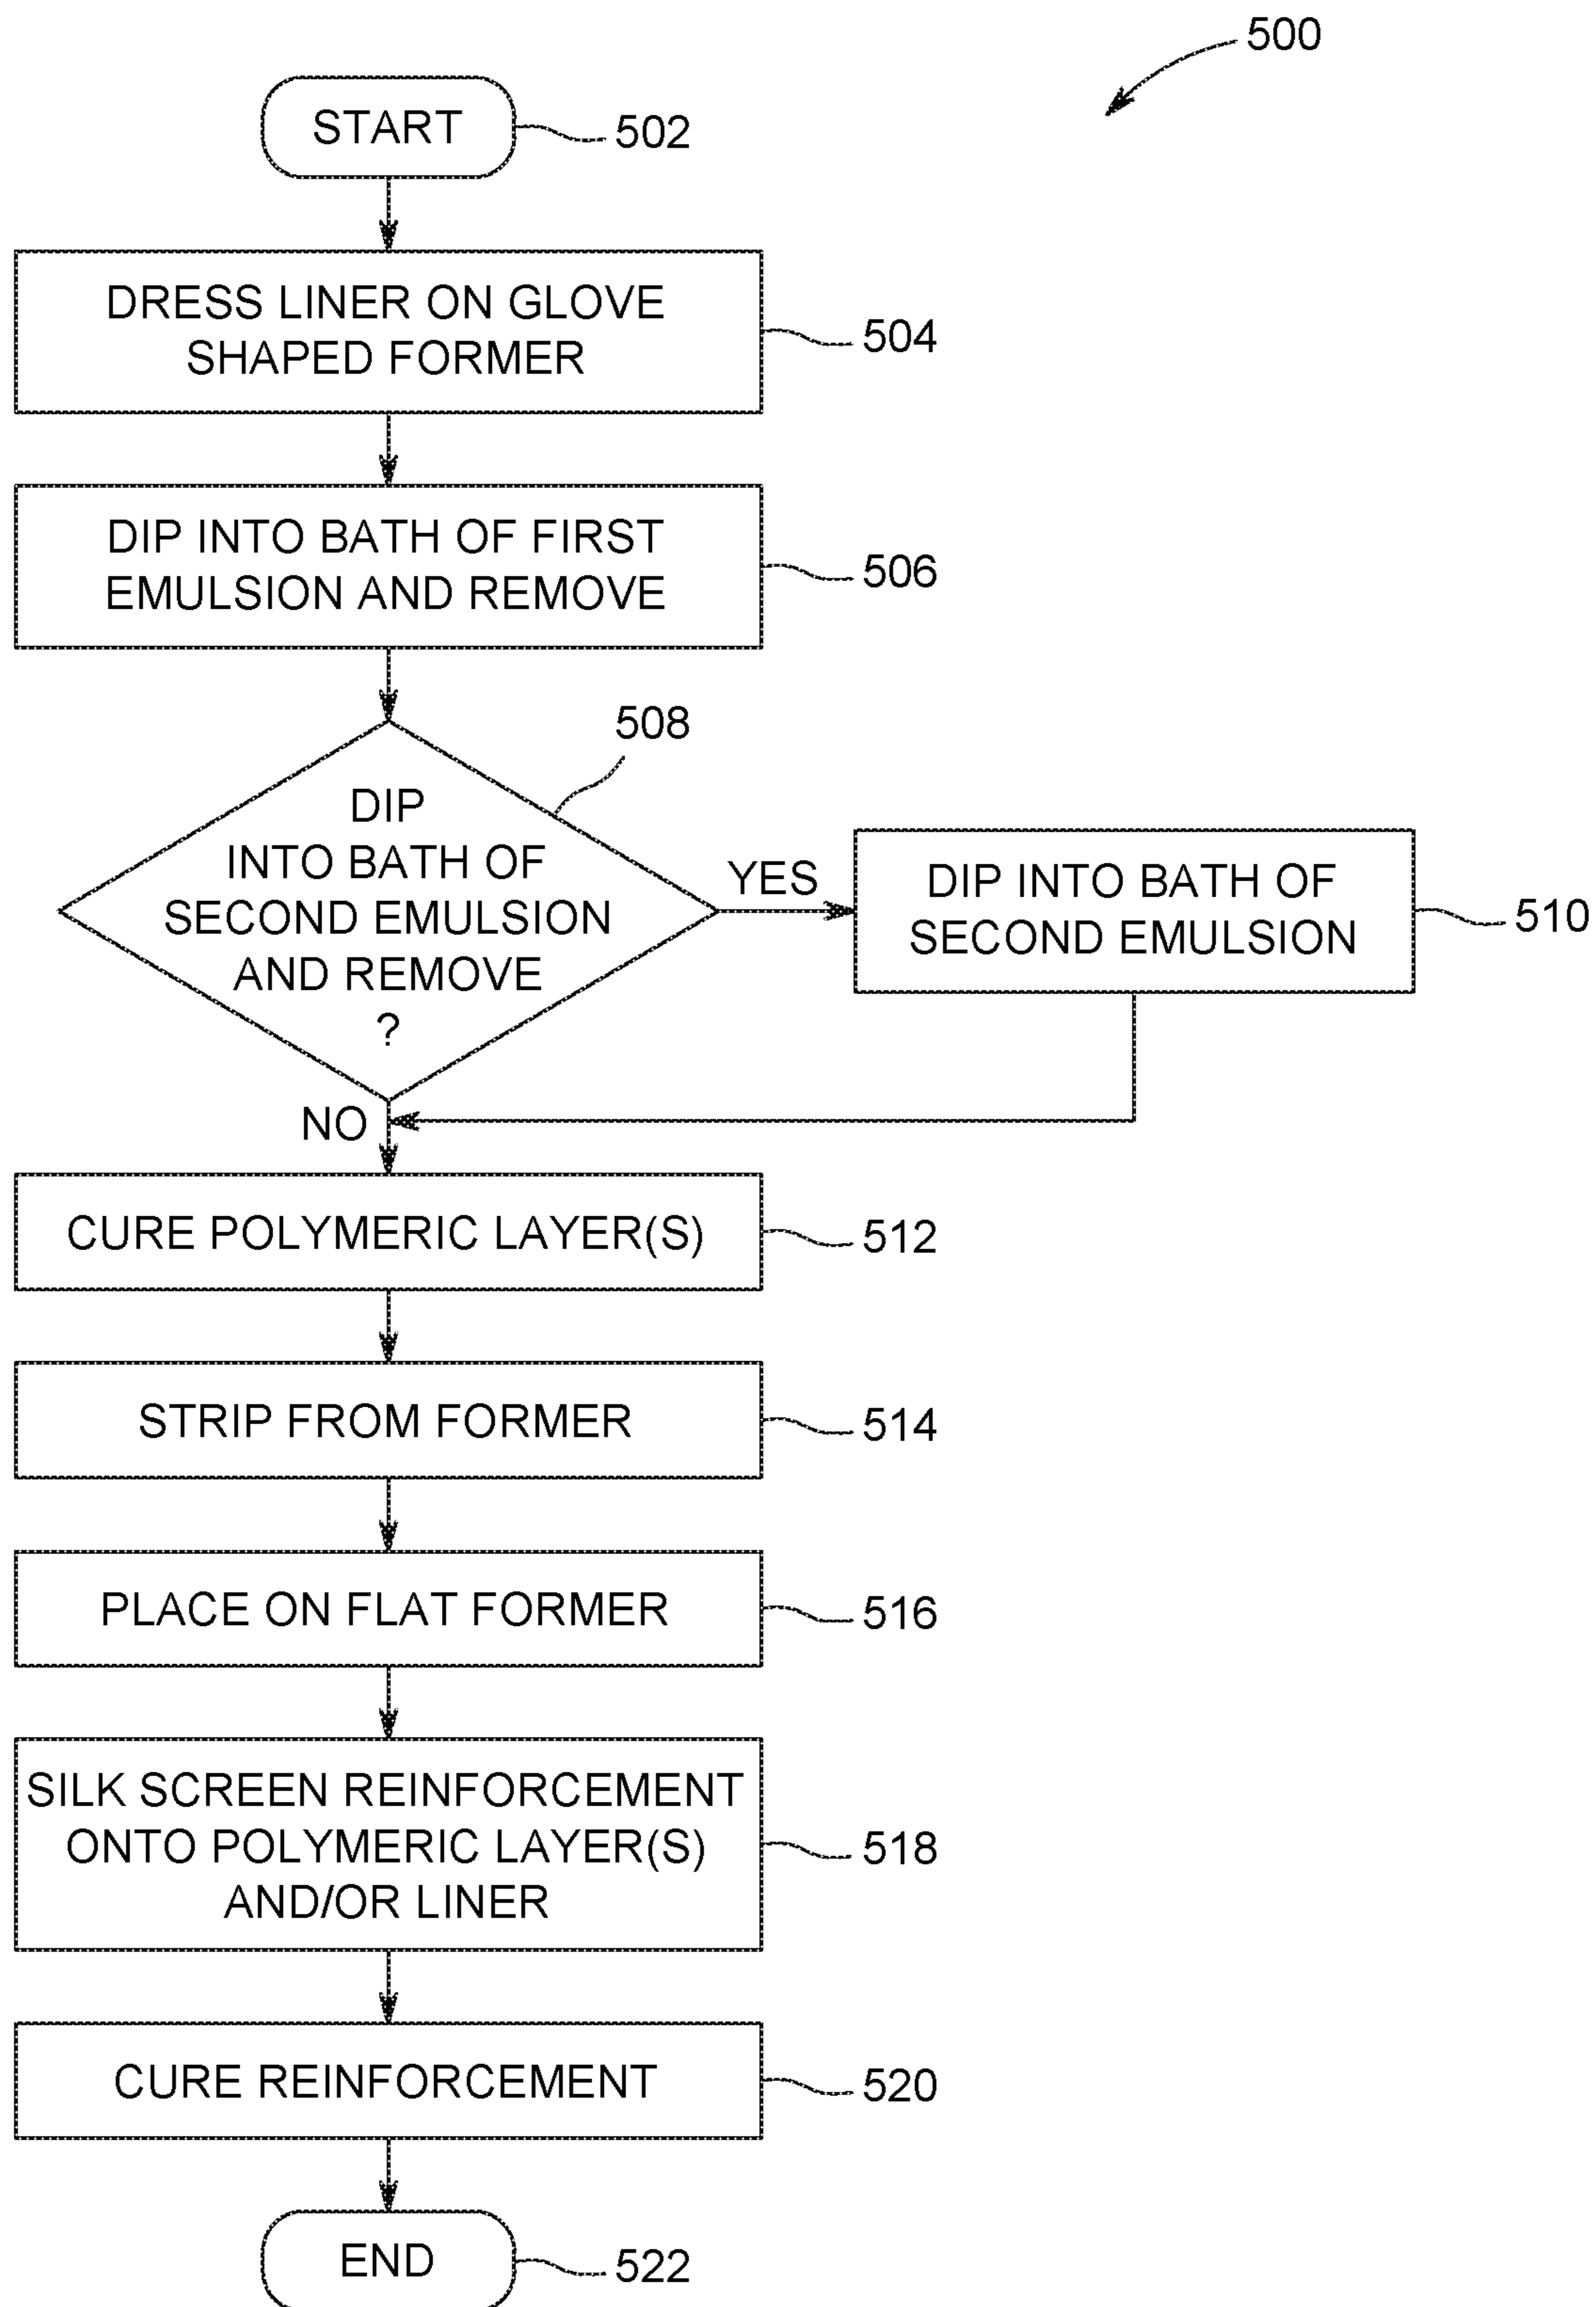 500
START
502
DRESS LINER ON GLOVE
SHAPED FORMER
504
DIP INTO BATH OF FIRST
EMULSION AND REMOVE
506
508
DIP
INTO BATH OF
SECOND EMULSION
AND REMOVE
?
YES
DIP INTO BATH OF
SECOND EMULSION
510
NO
CURE POLYMERIC LAYER(S)
512
STRIP FROM FORMER
514
PLACE ON FLAT FORMER
516
SILK SCREEN REINFORCEMENT
ONTO POLYMERIC LAYER(S)
AND/OR LINER
518
CURE REINFORCEMENT
520
END
522